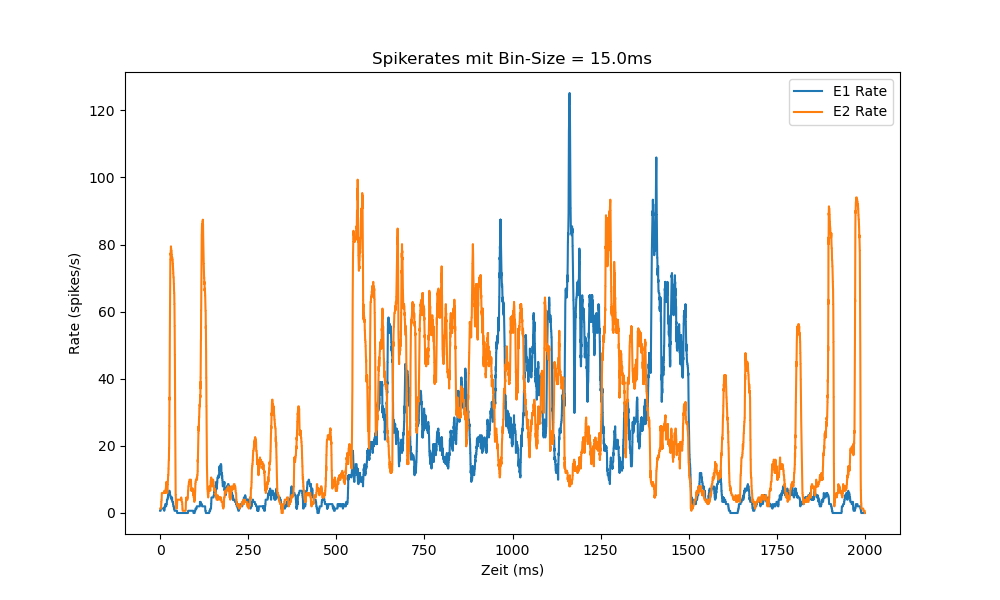 Spikerates mit Bin-Size = 15.0ms
E1 Rate
E2 Rate
120
100
80
60
40
20
0
Rate (spikes/s)
0 250 500 750 1000 1250 1500 1750 2000
Zeit (ms)